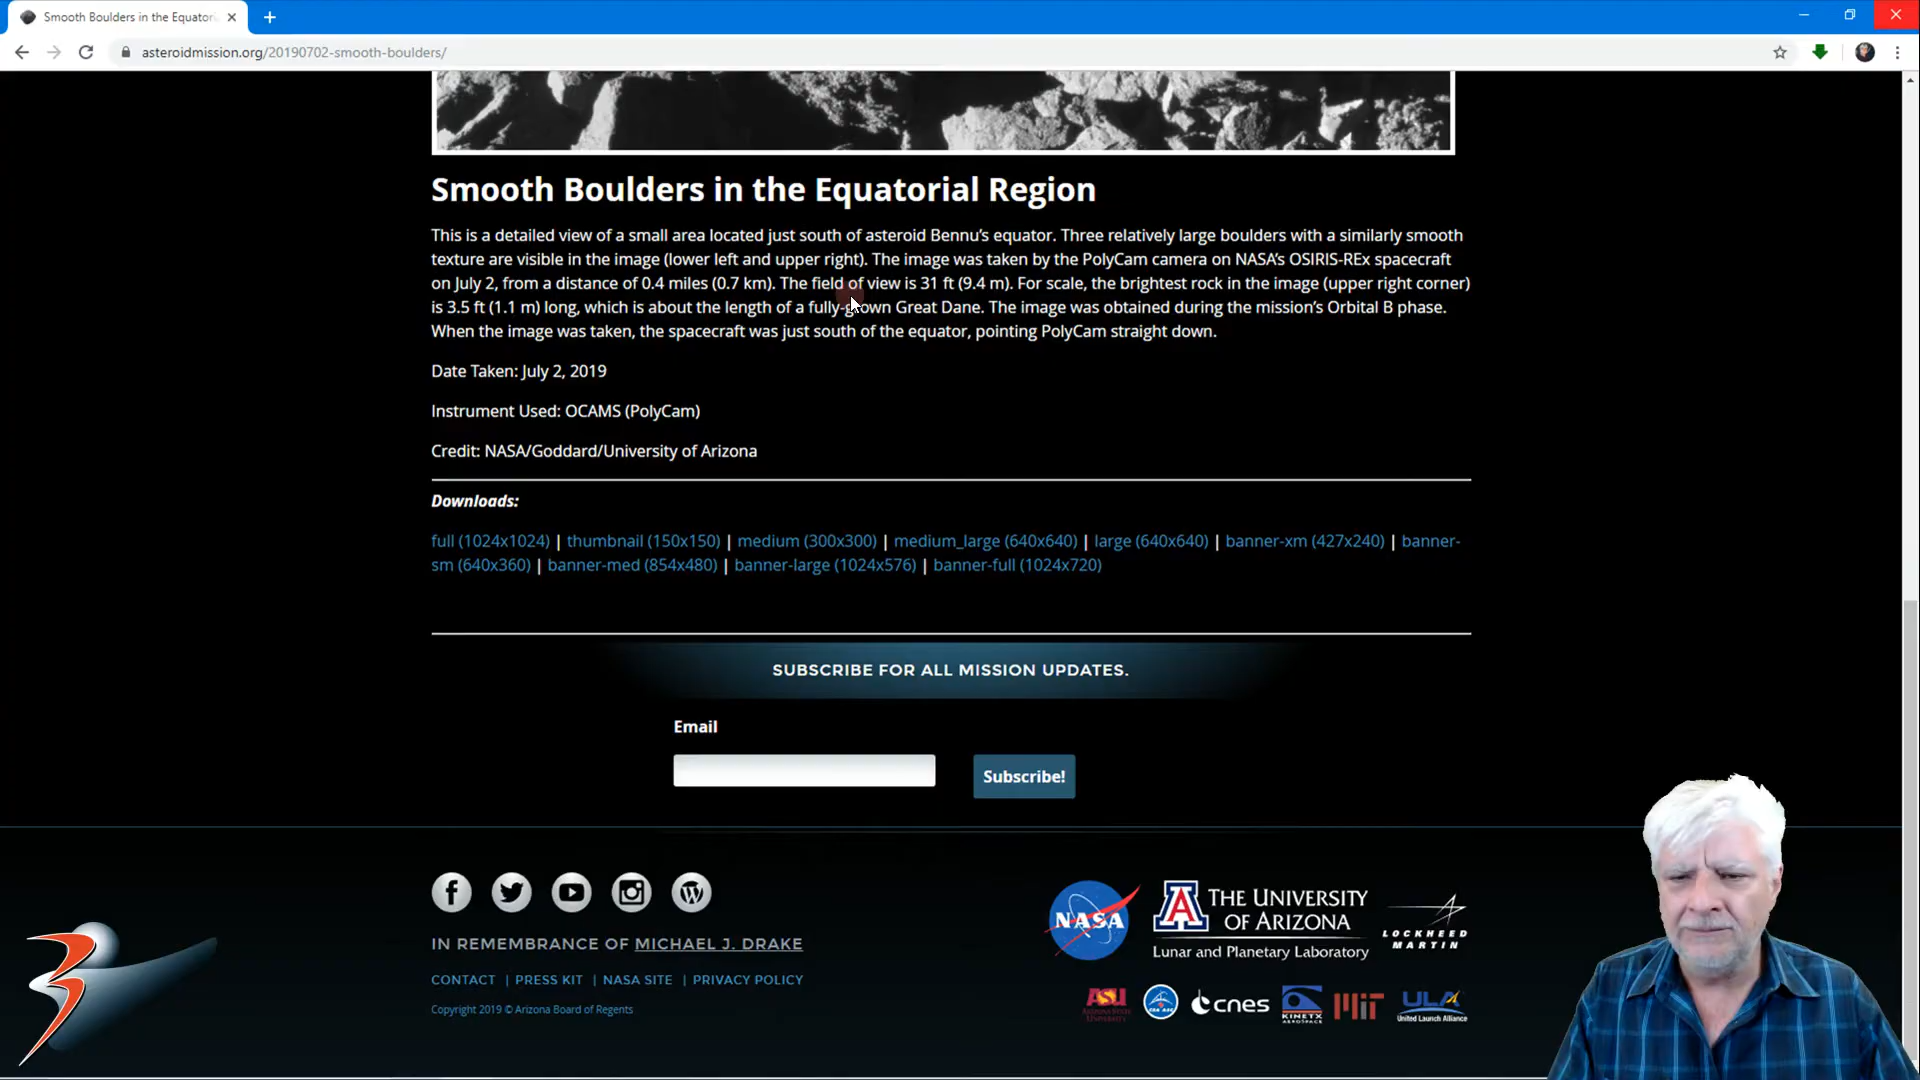 Smooth Boulders in the Equatori
asteroidmission.org/20190702-smooth-boulders/
Smooth Boulders in the Equatorial Region
This is a detailed view of a small area located just south of asteroid Bennu's equator. Three relatively large boulders with a similarly smooth
texture are visible in the image (lower left and upper right). The image was taken by the PolyCam camera on NASA's OSIRIS-REx spacecraft
on July 2, from a distance of 0.4 miles (0.7 km). The field of view is 31 ft (9.4 m). For scale, the brightest rock in the image (upper right corner)
is 3.5 ft (1.1 m) long, which is about the length of a fully-grown Great Dane. The image was obtained during the mission's Orbital B phase.
When the image was taken, the spacecraft was just south of the equator, pointing PolyCam straight down.
Date Taken: July 2, 2019
Instrument Used: OCAMS (PolyCam)
Credit: NASA/Goddard/University of Arizona
Downloads:
full (1024x1024) | thumbnail (150x150) | medium (300x300) | medium_large (640x640) | large (640x640) | banner-xm (427x240) | banner-
sm (640x360) | banner-med (854x480) | banner-large (1024x576) | banner-full (1024x720)
SUBSCRIBE FOR ALL MISSION UPDATES.
Email
Subscribe!
IN REMEMBRANCE OF MICHAEL J. DRAKE
CONTACT | PRESS KIT | NASA SITE | PRIVACY POLICY
Copyright 2019 © Arizona Board of Regents
NASA
A
THE UNIVERSITY
OF ARIZONA
Lunar and Planetary Laboratory
LOCKHEED
MARTIN
ASU
ARIZONA STATE
UNIVERSITY
cnes
KINETX
AEROSPACE
MIT
ULA
United Launch Alliance